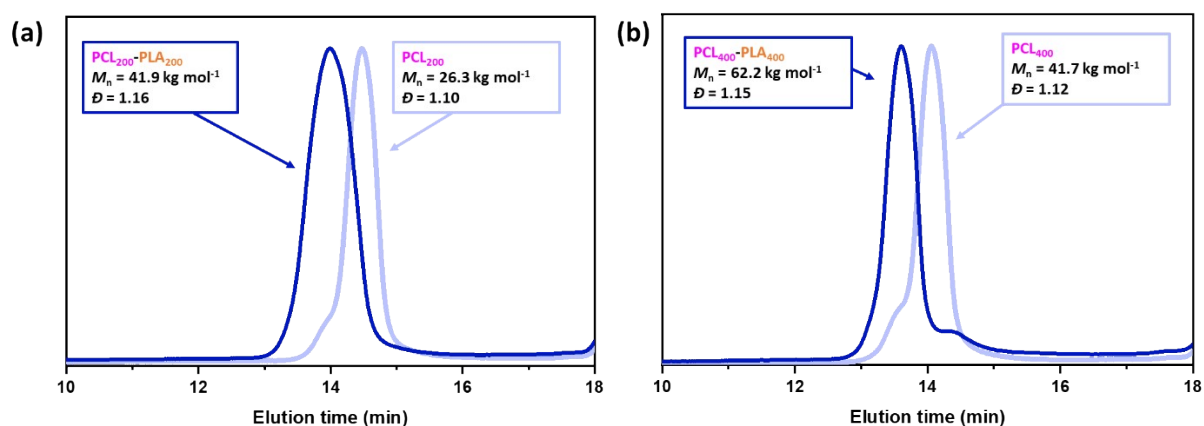 (a)
PCL₂₀₀-PLA₂₀₀
Mₙ = 41.9 kg mol⁻¹
Đ = 1.16
PCL₂₀₀
Mₙ = 26.3 kg mol⁻¹
Đ = 1.10
10 12 14 16 18
Elution time (min)
(b)
PCL₄₀₀-PLA₄₀₀
Mₙ = 62.2 kg mol⁻¹
Đ = 1.15
PCL₄₀₀
Mₙ = 41.7 kg mol⁻¹
Đ = 1.12
10 12 14 16 18
Elution time (min)